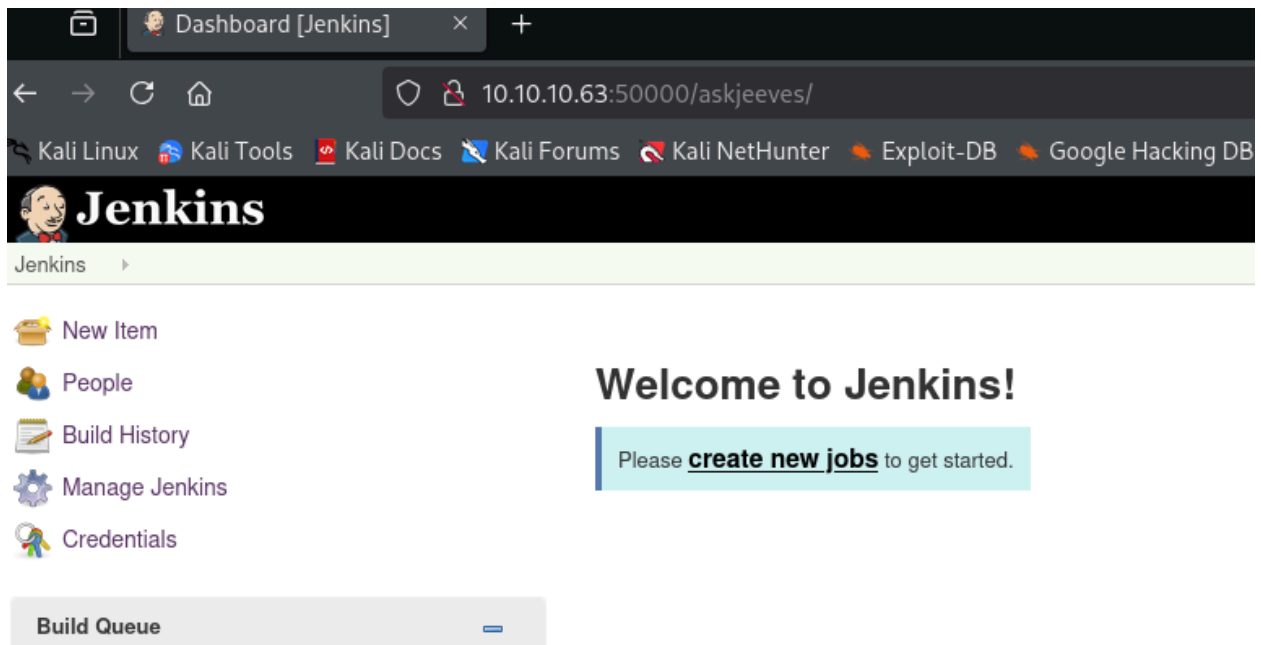 Dashboard [Jenkins]
10.10.10.63:50000/askjeeves/
Kali Linux Kali Tools Kali Docs Kali Forums Kali NetHunter Exploit-DB Google Hacking DB
Jenkins
Jenkins
New Item
People
Build History
Manage Jenkins
Credentials
Build Queue
Welcome to Jenkins!
Please create new jobs to get started.